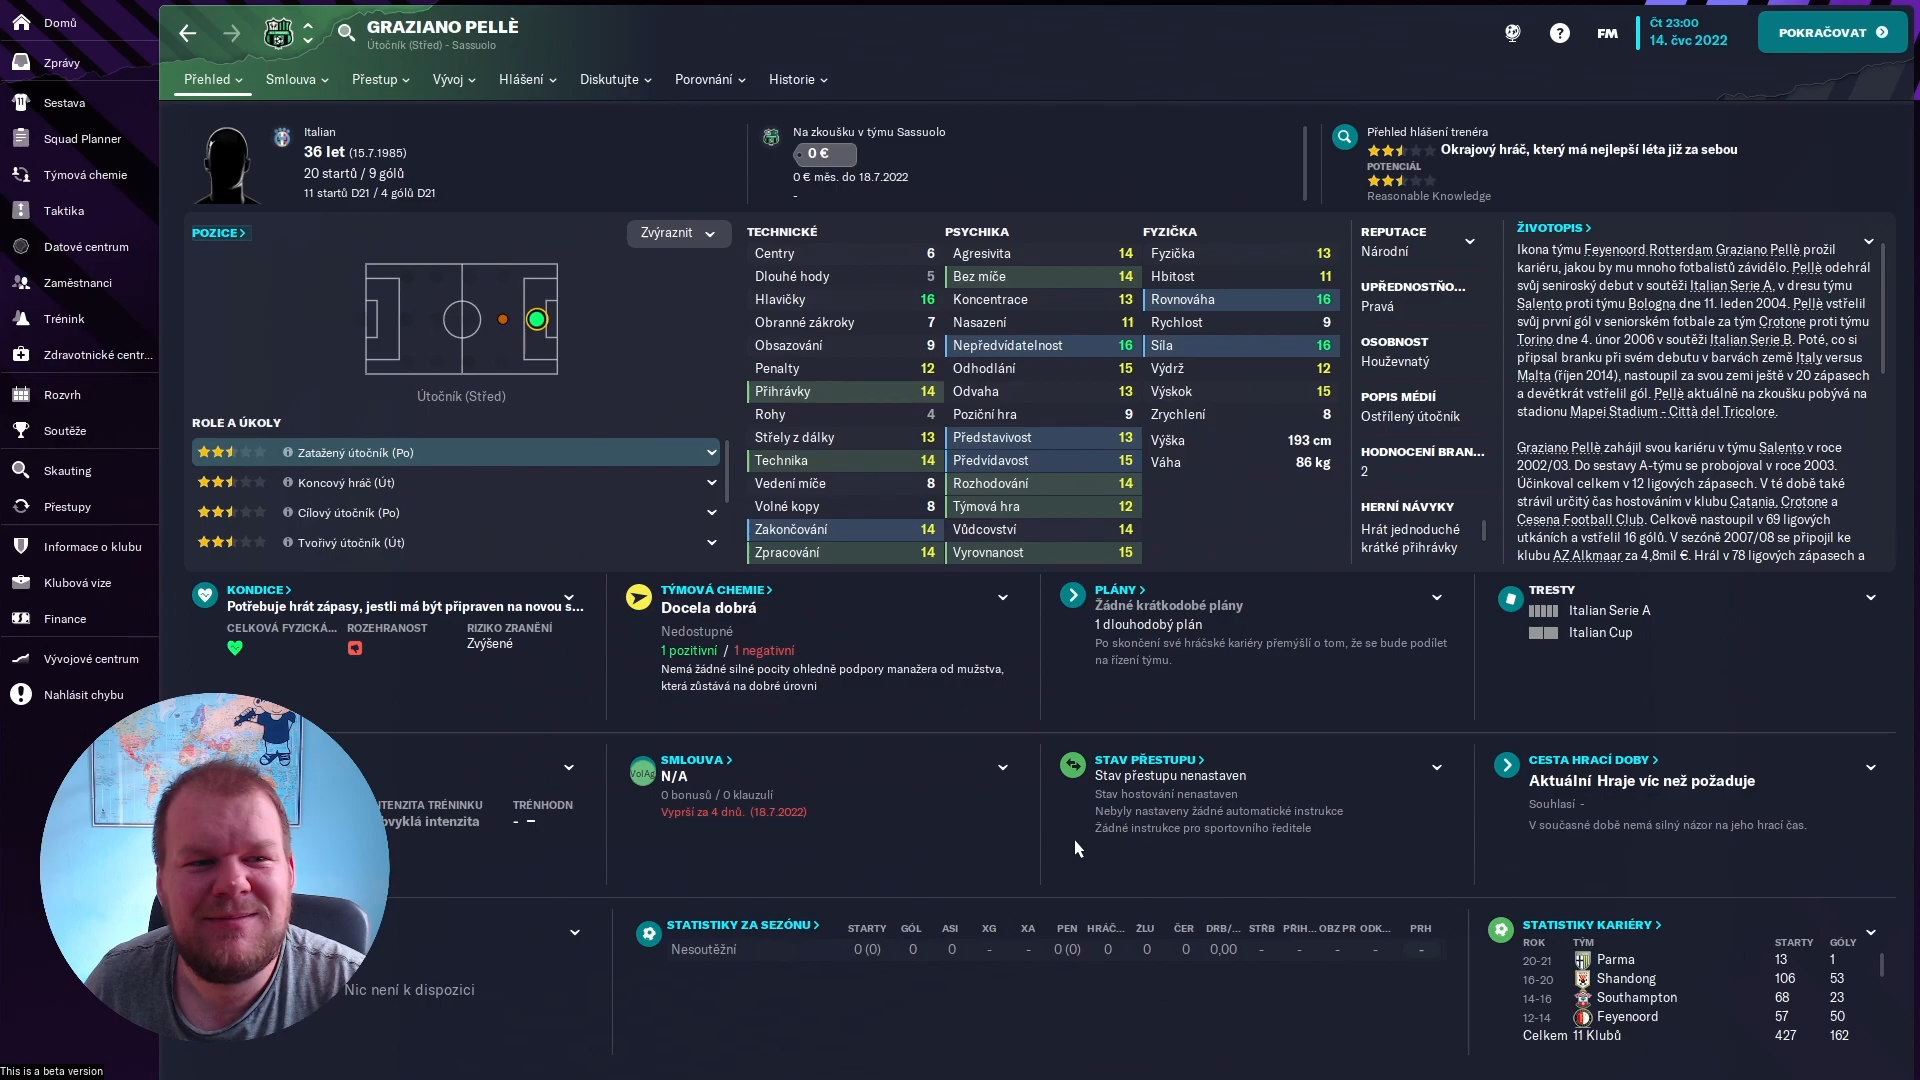 Domů
Zprávy
Sestava
Squad Planner
Týmová chemie
Taktika
Datové centrum
Zaměstnanci
Trénink
Zdravotnické centr...
Rozvrh
Soutěže
Skauting
Přestupy
Informace o klubu
Klubová vize
Finance
Vývojové centrum
Nahlásit chybu
This is a beta version
GRAZIANO PELLÈ
Útočník (Střed) - Sassuolo
FM
Čt 23:00
14. čvc 2022
POKRAČOVAT
Přehled Smlouva Přestup Vývoj Hlášení Diskutujte Porovnání Historie
Italian
36 let (15.7.1985)
20 startů / 9 gólů
11 startů D21 / 4 gólů D21
Na zkoušku v týmu Sassuolo
0 €
0 € měs. do 18.7.2022
-
Přehled hlášení trenéra
Okrajový hráč, který má nejlepší léta již za sebou
POTENCIÁL
Reasonable Knowledge
POZICE
Zvýraznit
Útočník (Střed)
ROLE A ÚKOLY
Zatažený útočník (Po)
Koncový hráč (Út)
Cílový útočník (Po)
Tvořivý útočník (Út)
TECHNICKÉ
Centry 6
Dlouhé hody 5
Hlavičky 16
Obranné zákroky 7
Obsazování 9
Penalty 12
Přihrávky 14
Rohy 4
Střely z dálky 13
Technika 14
Vedení míče 8
Volné kopy 8
Zakončování 14
Zpracování 14
PSYCHIKA
Agresivita 14
Bez míče 14
Koncentrace 13
Nasazení 11
Nepředvídatelnost 16
Odhodlání 15
Odvaha 13
Poziční hra 9
Představivost 13
Předvídavost 15
Rozhodování 14
Týmová hra 12
Vůdcovství 14
Vyrovnanost 15
FYZIČKA
Fyzička 13
Hbitost 11
Rovnováha 16
Rychlost 9
Síla 16
Výdrž 12
Výskok 15
Zrychlení 8
Výška 193 cm
Váha 86 kg
REPUTACE
Národní
UPŘEDNOSTŇO...
Pravá
OSOBNOST
Houževnatý
POPIS MÉDIÍ
Ostřílený útočník
HODNOCENÍ BRAN...
2
HERNÍ NÁVYKY
Hrát jednoduché
krátké přihrávky
ŽIVOTOPIS
Ikona týmu Feyenoord Rotterdam Graziano Pellè prožil
kariéru, jakou by mu mnoho fotbalistů závidělo. Pellè odehrál
svůj seniroský debut v soutěži Italian Serie A, v dresu týmu
Salento proti týmu Bologna dne 11. leden 2004. Pellè vstřelil
svůj první gól v seniorském fotbale za tým Crotone proti týmu
Torino dne 4. únor 2006 v soutěži Italian Serie B. Poté, co si
připsal branku při svém debutu v barvách země Italy versus
Malta (říjen 2014), nastoupil za svou zemi ještě v 20 zápasech
a devětkrát vstřelil gól. Pellè aktuálně na zkoušku pobývá na
stadionu Mapei Stadium - Città del Tricolore.
Graziano Pellè zahájil svou kariéru v týmu Salento v roce
2002/03. Do sestavy A-týmu se probojoval v roce 2003.
Účinkoval celkem v 12 ligových zápasech. V té době také
strávil určitý čas hostováním v klubu Catania, Crotone a
Cesena Football Club. Celkově nastoupil v 69 ligových
utkáních a vstřelil 16 gólů. V sezóně 2007/08 se připojil ke
klubu AZ Alkmaar za 4,8mil €. Hrál v 78 ligových zápasech a
KONDICE
Potřebuje hrát zápasy, jestli má být připraven na novou s...
CELKOVÁ FYZICKÁ... ROZEHRANOST RIZIKO ZRANĚNÍ
Zvýšené
TÝMOVÁ CHEMIE
Docela dobrá
Nedostupné
1 pozitivní / 1 negativní
Nemá žádné silné pocity ohledně podpory manažera od mužstva,
která zůstává na dobré úrovni
PLÁNY
Žádné krátkodobé plány
1 dlouhodobý plán
Po skončení své hráčské kariéry přemýšlí o tom, že se bude podílet
na řízení týmu.
TRESTY
Italian Serie A
Italian Cup
NTENZITA TRÉNINKU TRÉNHODN
bvyklá intenzita - –
VolAg
SMLOUVA
N/A
0 bonusů / 0 klauzulí
Vyprší za 4 dnů. (18.7.2022)
STAV PŘESTUPU
Stav přestupu nenastaven
Stav hostování nenastaven
Nebyly nastaveny žádné automatické instrukce
Žádné instrukce pro sportovního ředitele
CESTA HRACÍ DOBY
Aktuální Hraje víc než požaduje
Souhlasí -
V současné době nemá silný názor na jeho hrací čas.
Nic není k dispozici
STATISTIKY ZA SEZÓNU STARTY GÓL ASI XG XA PEN HRÁČ... ŽLU ČER DRB/... STŘB PŘIH... OBZ PR ODK... PRH
Nesoutěžní 0 (0) 0 0 - - 0 (0) 0 0 0 0,00 - - - - -
STATISTIKY KARIÉRY
ROK TÝM STARTY GÓLY
20-21 Parma 13 1
16-20 Shandong 106 53
14-16 Southampton 68 23
12-14 Feyenoord 57 50
Celkem 11 Klubů 427 162